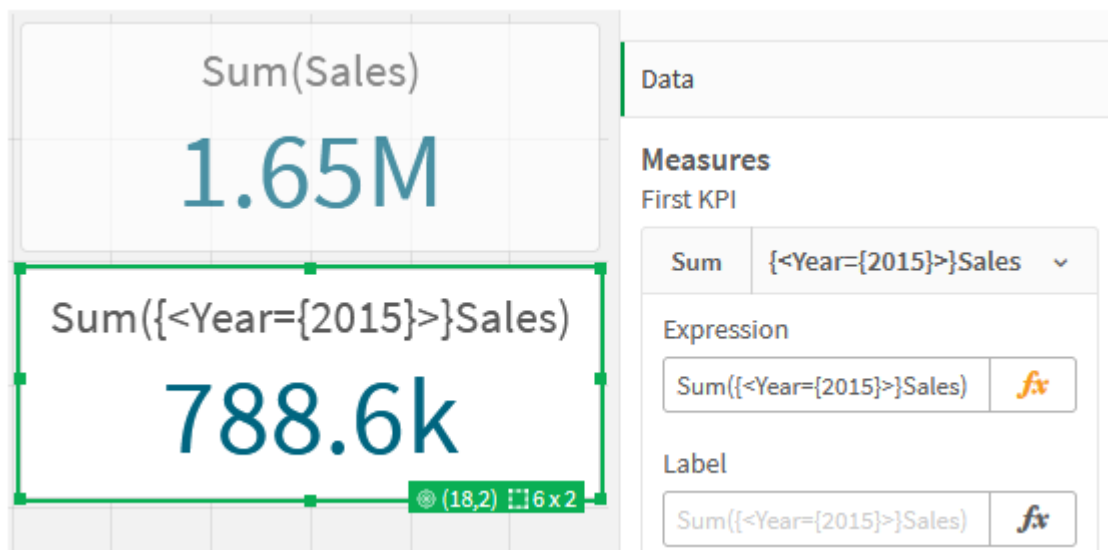 Sum(Sales)
1.65M
Sum({<Year={2015}>}Sales)
788.6k
(18,2) 6 x 2
Data
Measures
First KPI
Sum {<Year={2015}>}Sales
Expression
Sum({<Year={2015}>}Sales) fx
Label
Sum({<Year={2015}>}Sales) fx